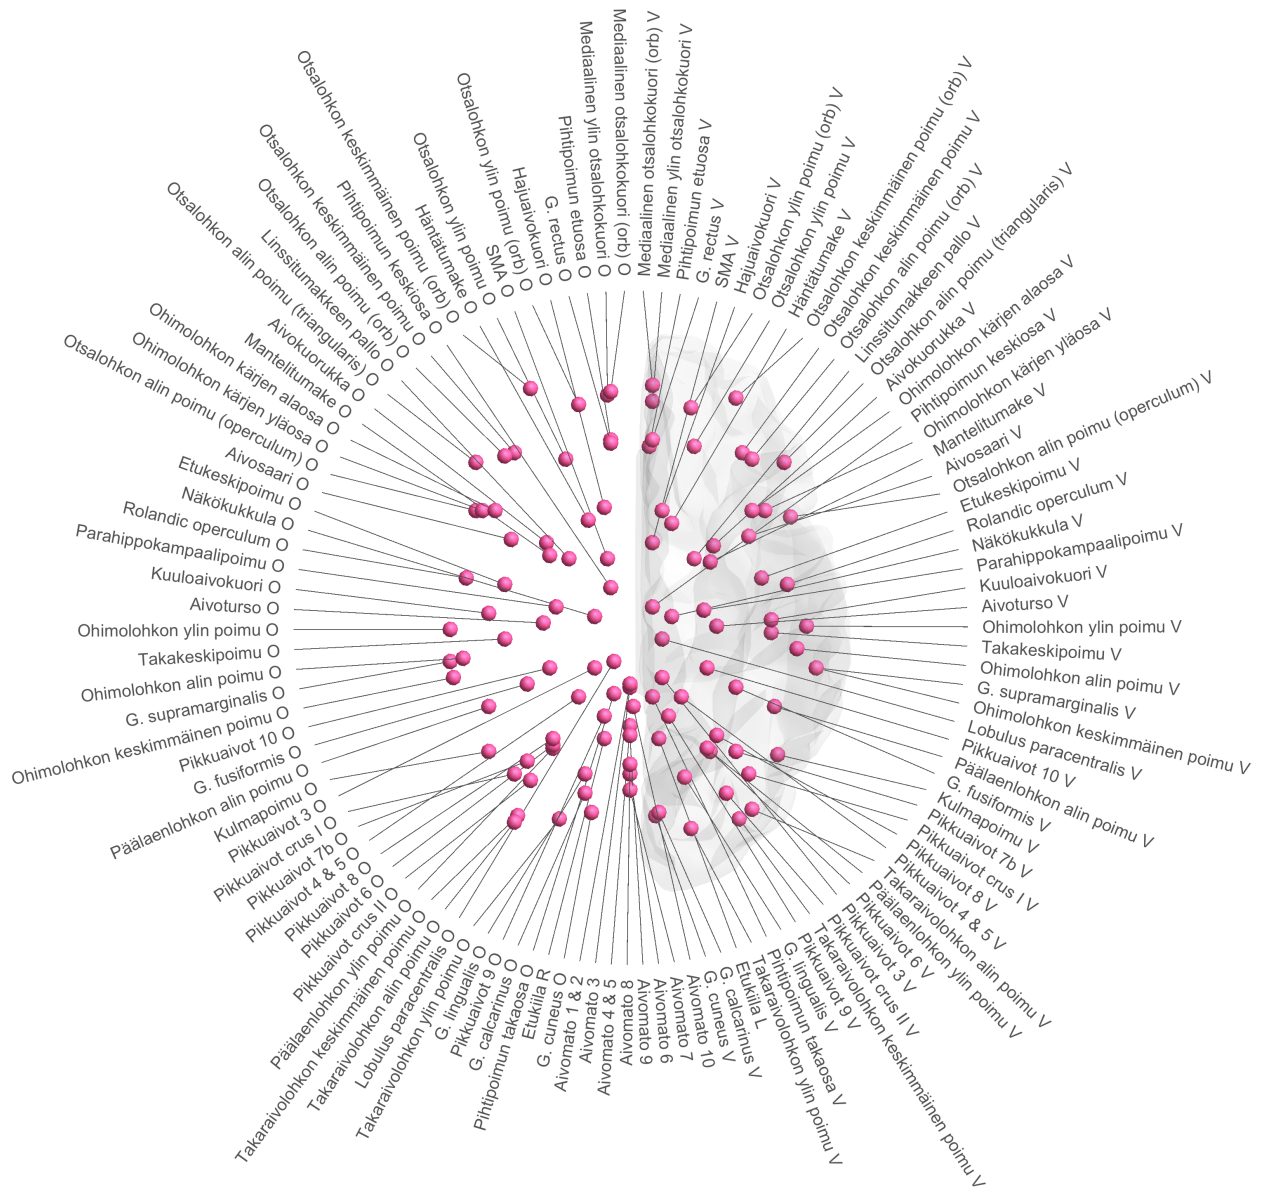 Mediaalinen otsalohkokuori (orb) V
Mediaalinen ylin otsalohkokuori V
Pihtipoimun etuosa V
G. rectus V
SMA V
Hajuaivokuori V
Otsalohkon ylin poimu (orb) V
Otsalohkon ylin poimu V
Häntätumake V
Otsalohkon keskimmäinen poimu (orb) V
Otsalohkon keskimmäinen poimu V
Otsalohkon alin poimu (orb) V
Linssitumakkeen pallo V
Otsalohkon alin poimu (triangularis) V
Aivokuorukka V
Ohimolohkon kärjen alaosa V
Pihtipoimun keskiosa V
Ohimolohkon kärjen yläosa V
Mantelitumake V
Aivosaari V
Otsalohkon alin poimu (operculum) V
Etukeskipoimu V
Rolandic operculum V
Näkökukkula V
Parahippokampaalipoimu V
Kuuloaivokuori V
Aivoturso V
Ohimolohkon ylin poimu V
Takakeskipoimu V
Ohimolohkon alin poimu V
G. supramarginalis V
Ohimolohkon keskimmäinen poimu V
Lobulus paracentralis V
Pikkuaivot 10 V
Päälaenlohkon alin poimu V
G. fusiformis V
Kulmapoimu V
Pikkuaivot 7b V
Pikkuaivot crus I V
Pikkuaivot 8 V
Pikkuaivot 4 & 5 V
Takaraivolohkon alin poimu V
Päälaenlohkon ylin poimu V
Pikkuaivot 6 V
Pikkuaivot 3 V
Pikkuaivot crus II V
Takaraivolohkon keskimmäinen poimu V
Pikkuaivot 9 V
G. lingualis V
Pihtipoimun takaosa V
Takaraivolohkon ylin poimu V
Etukiila L
G. calcarinus V
G. cuneus V
Aivomato 10
Aivomato 7
Aivomato 6
Aivomato 9
Aivomato 8
Aivomato 4 & 5
Aivomato 3
Aivomato 1 & 2
G. cuneus O
Etukiila R
Pihtipoimun takaosa O
G. calcarinus O
Pikkuaivot 9 O
G. lingualis O
Takaraivolohkon ylin poimu O
Lobulus paracentralis O
Takaraivolohkon alin poimu O
Takaraivolohkon keskimmäinen poimu O
Päälaenlohkon ylin poimu O
Pikkuaivot crus II O
Pikkuaivot 6 O
Pikkuaivot 8 O
Pikkuaivot 4 & 5 O
Pikkuaivot 7b O
Pikkuaivot crus I O
Pikkuaivot 3 O
Kulmapoimu O
Päälaenlohkon alin poimu O
G. fusiformis O
Pikkuaivot 10 O
Ohimolohkon keskimmäinen poimu O
G. supramarginalis O
Ohimolohkon alin poimu O
Takakeskipoimu O
Ohimolohkon ylin poimu O
Aivoturso O
Kuuloaivokuori O
Parahippokampaalipoimu O
Rolandic operculum O
Näkökukkula O
Etukeskipoimu O
Aivosaari O
Otsalohkon alin poimu (operculum) O
Ohimolohkon kärjen yläosa O
Ohimolohkon kärjen alaosa O
Mantelitumake O
Aivokuorukka O
Otsalohkon alin poimu (triangularis) O
Linssitumakkeen pallo O
Otsalohkon alin poimu (orb) O
Otsalohkon keskimmäinen poimu O
Pihtipoimun keskiosa O
Otsalohkon keskimmäinen poimu (orb) O
Häntätumake O
Otsalohkon ylin poimu O
SMA O
Otsalohkon ylin poimu (orb) O
Hajuaivokuori O
G. rectus O
Pihtipoimun etuosa O
Mediaalinen ylin otsalohkokuori O
Mediaalinen otsalohkokuori (orb) O